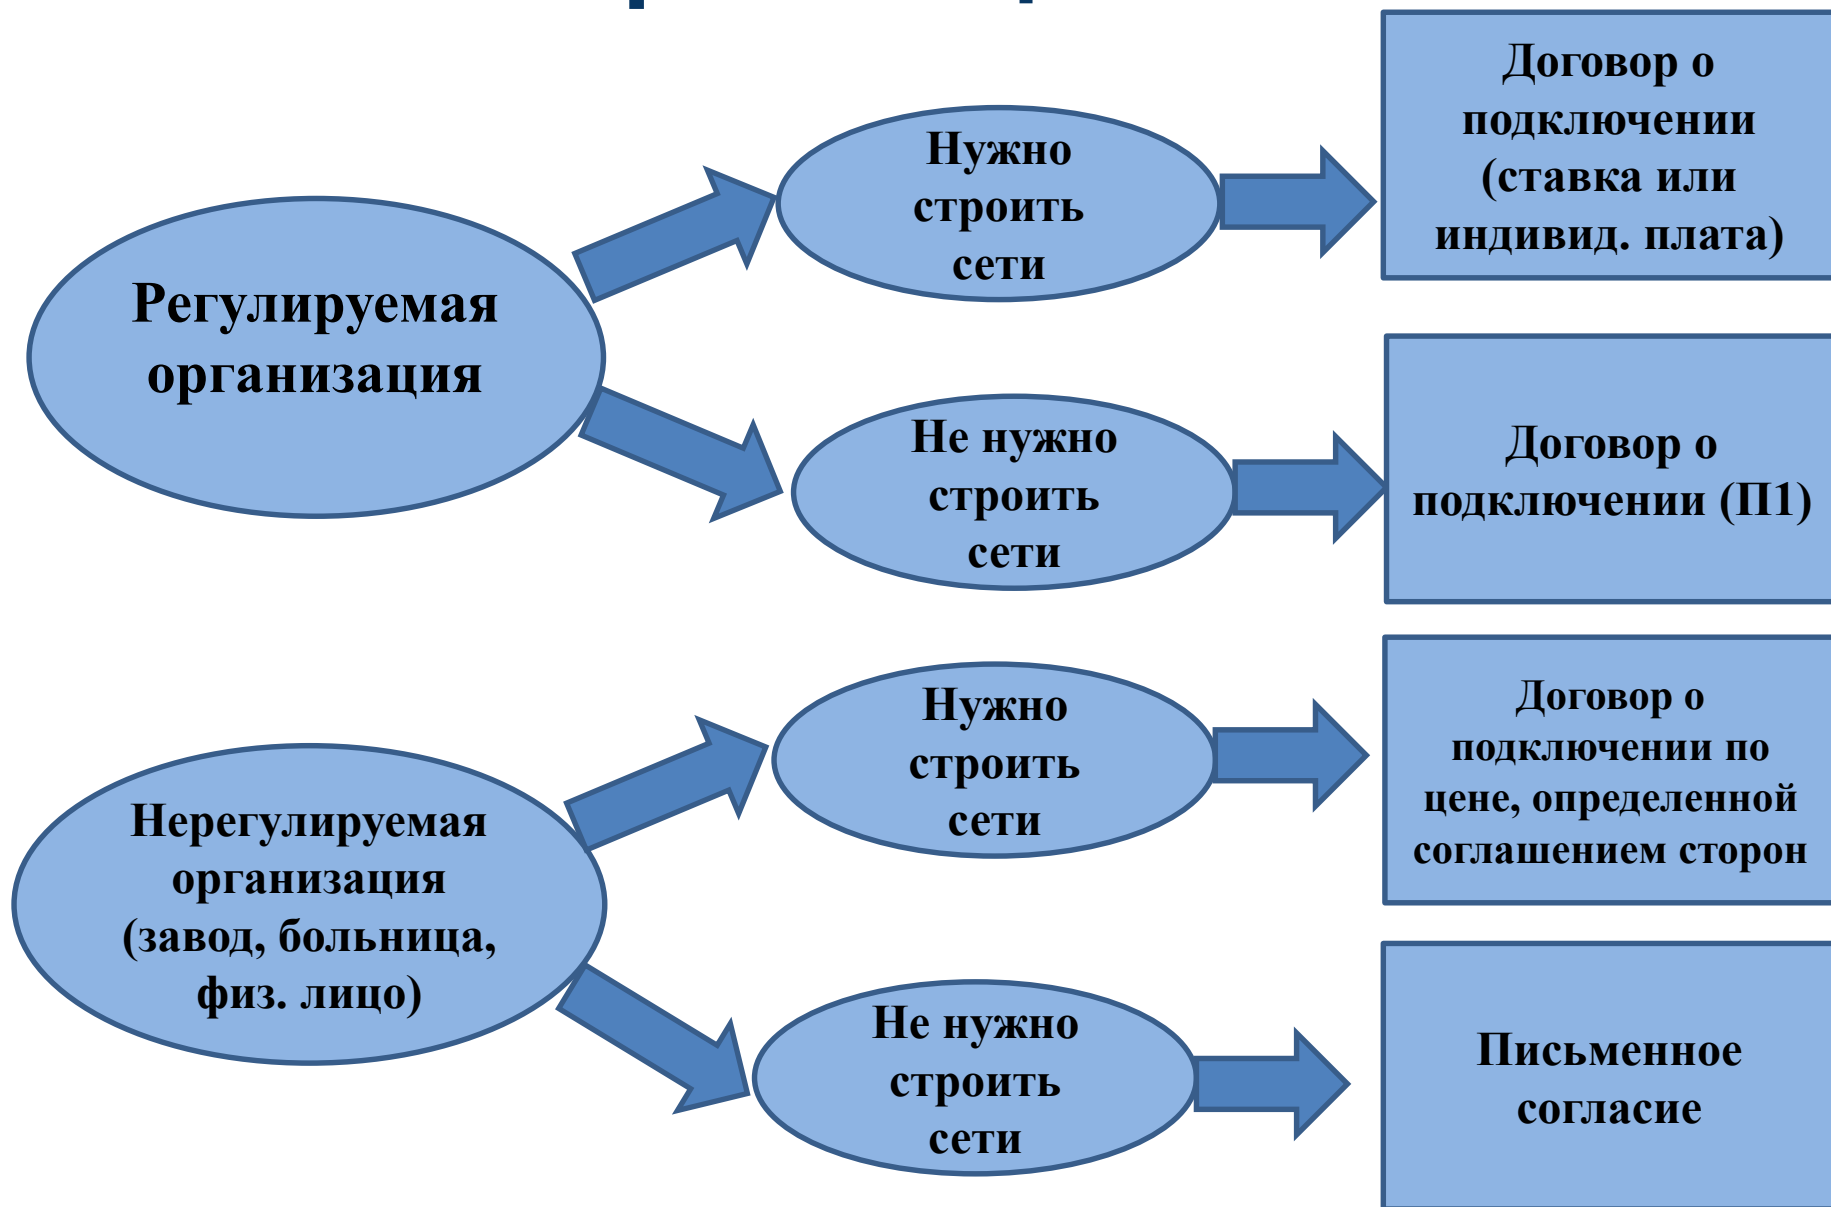 Регулируемая
организация
Нужно
строить
сети
Договор о
подключении
(ставка или
индивид. плата)
Не нужно
строить
сети
Договор о
подключении (П1)
Нерегулируемая
организация
(завод, больница,
физ. лицо)
Нужно
строить
сети
Договор о
подключении по
цене, определенной
соглашением сторон
Не нужно
строить
сети
Письменное
согласие